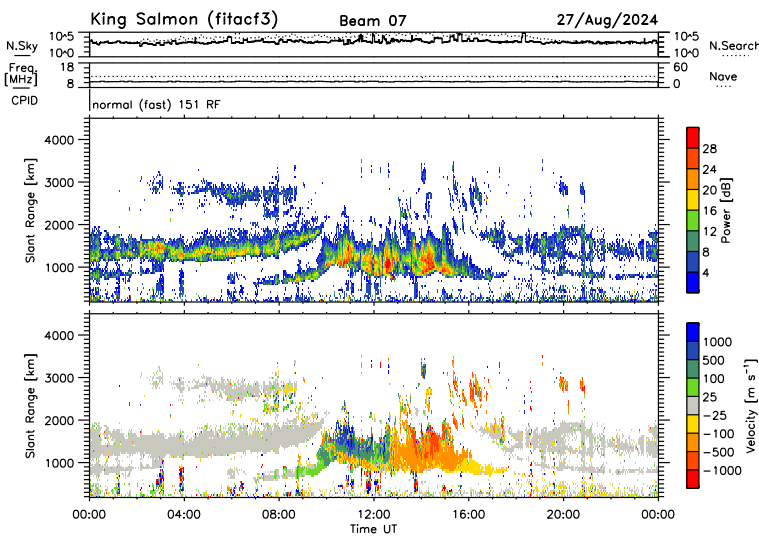 King Salmon (fitacf3) Beam 07 27/Aug/2024
N.Sky 10^5 10^0 10^5 10^0 N.Search
Freq. [MHz] 18 8 60 0 Nave
CPID normal (fast) 151 RF
Slant Range [km] 4000 3000 2000 1000
Power [dB] 28 24 20 16 12 8 4
Slant Range [km] 4000 3000 2000 1000
Velocity [m s^-1] 1000 500 100 25 -25 -100 -500 -1000
00:00 04:00 08:00 12:00 16:00 20:00 00:00
Time UT